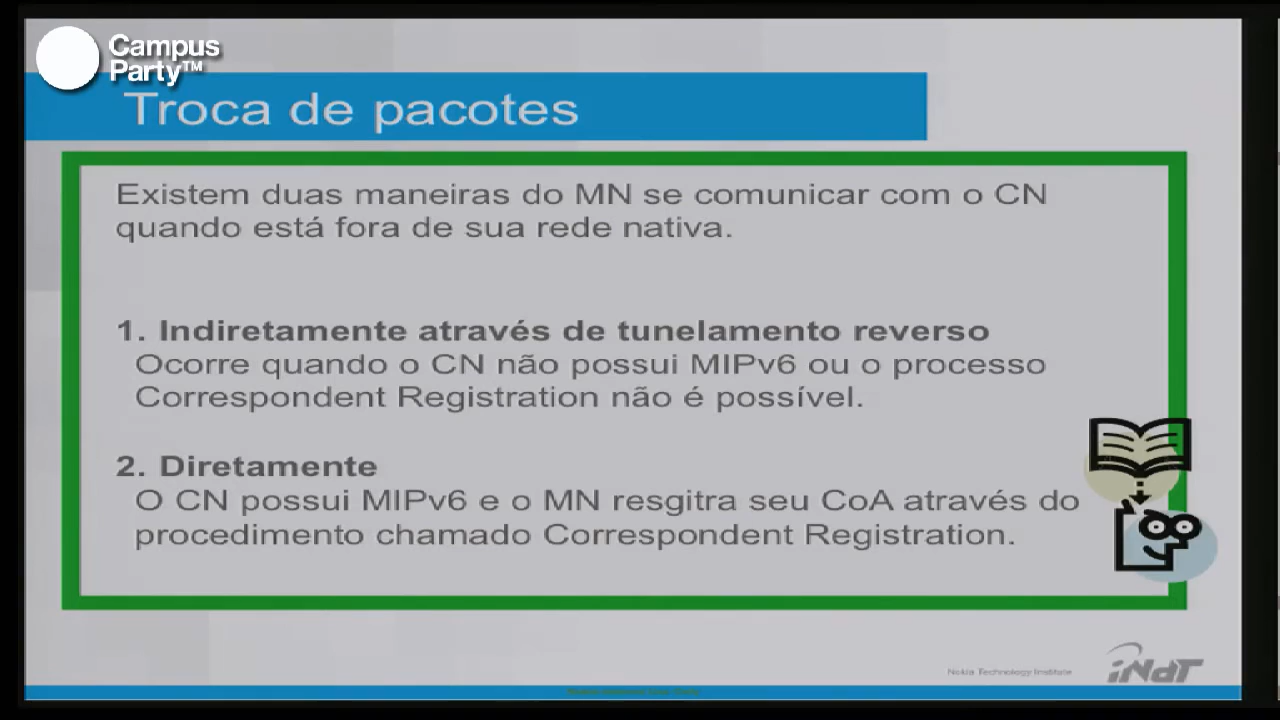 Campus
Party™
Troca de pacotes
Existem duas maneiras do MN se comunicar com o CN
quando está fora de sua rede nativa.
1. Indiretamente através de tunelamento reverso
Ocorre quando o CN não possui MIPv6 ou o processo
Correspondent Registration não é possível.
2. Diretamente
O CN possui MIPv6 e o MN resgitra seu CoA através do
procedimento chamado Correspondent Registration.
Nokia Technology Institute
iNdT